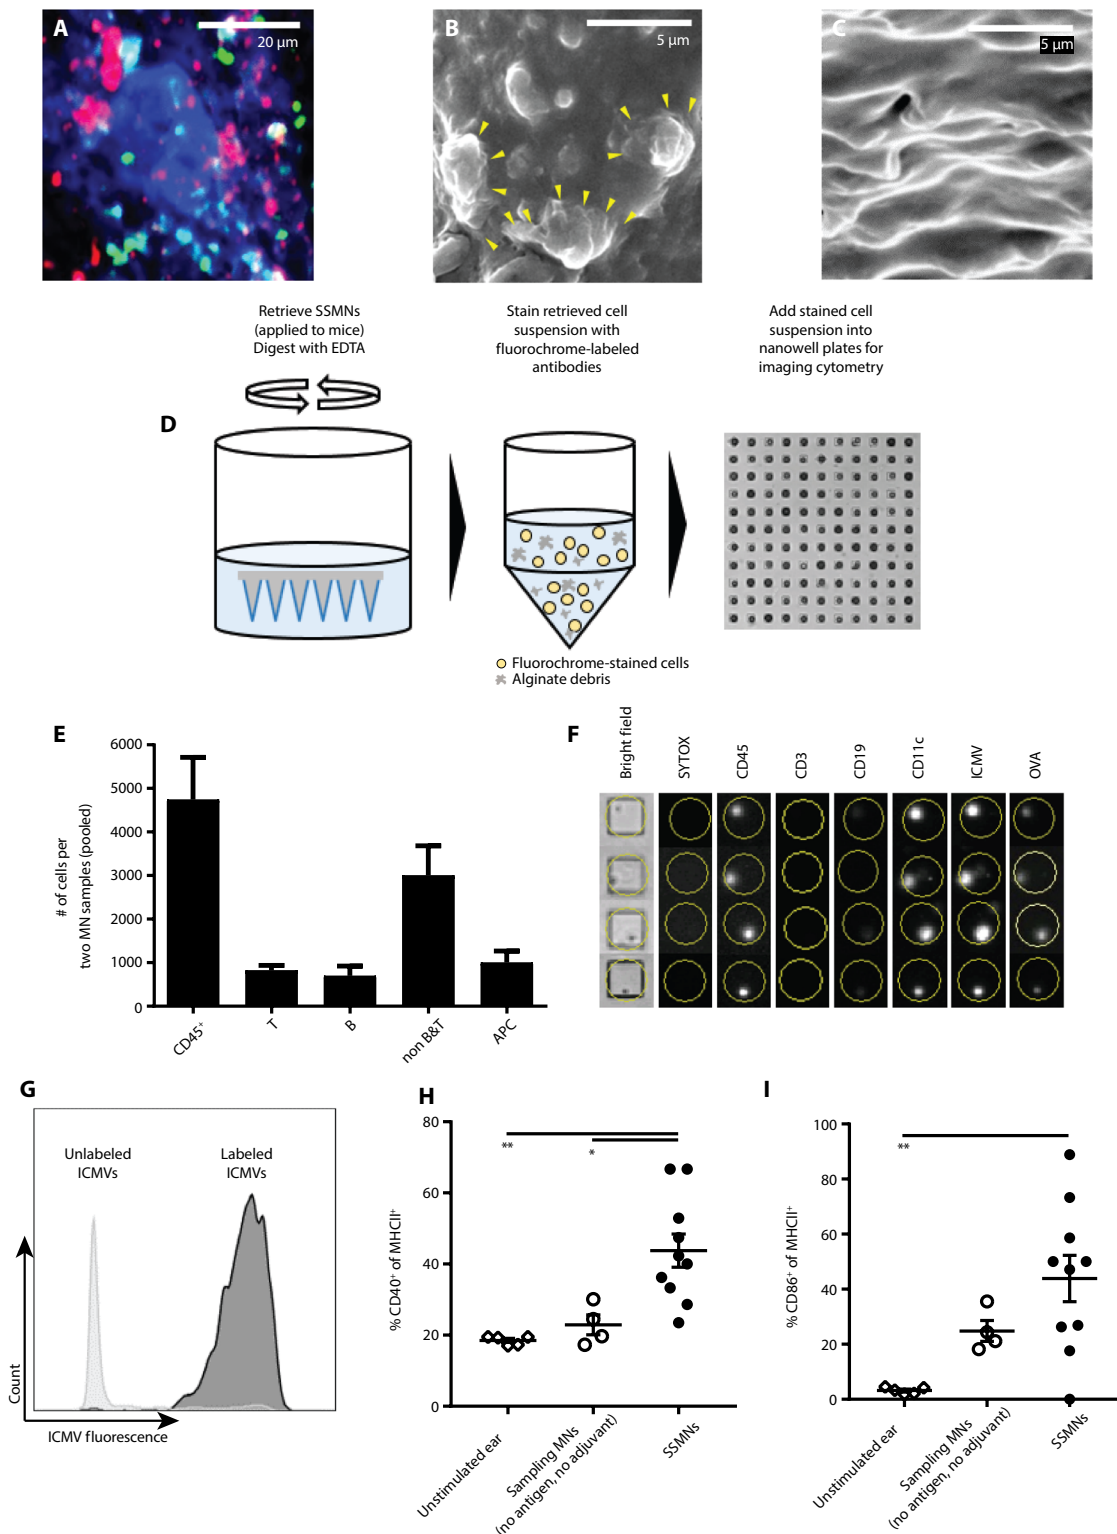 A
20 µm
B
5 µm
C
5 µm
Retrieve SSMNs
(applied to mice)
Digest with EDTA
Stain retrieved cell
suspension with
fluorochrome-labeled
antibodies
Add stained cell
suspension into
nanowell plates for
imaging cytometry
D
Fluorochrome-stained cells
Alginate debris
E
# of cells per
two MN samples (pooled)
6000
5000
4000
3000
2000
1000
0
CD45⁺
T
B
non B&T
APC
F
Bright field
SYTOX
CD45
CD3
CD19
CD11c
ICMV
OVA
G
Unlabeled
ICMVs
Labeled
ICMVs
Count
ICMV fluorescence
H
% CD40⁺ of MHCII⁺
80
60
40
20
0
**
*
Unstimulated ear
Sampling MNs
(no antigen, no adjuvant)
SSMNs
I
% CD86⁺ of MHCII⁺
100
80
60
40
20
0
**
Unstimulated ear
Sampling MNs
(no antigen, no adjuvant)
SSMNs